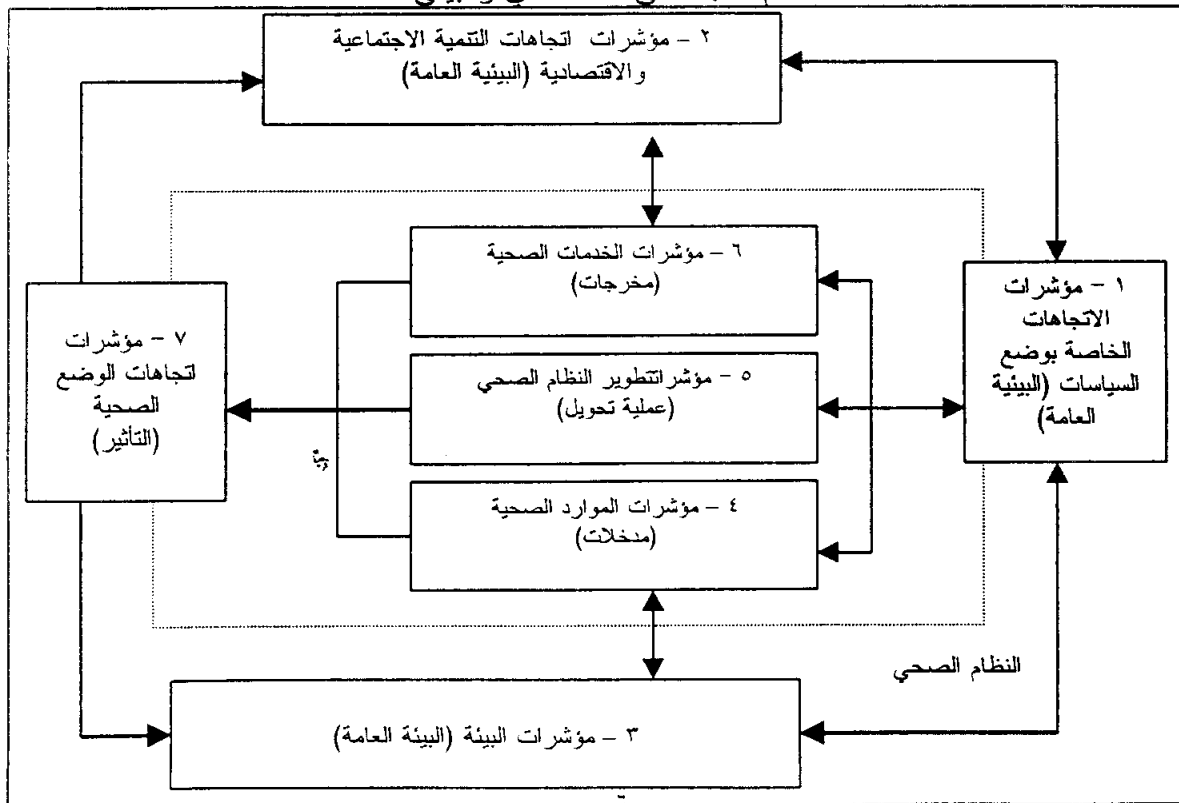 ٢ - مؤشرات اتجاهات التنمية الاجتماعية
والاقتصادية (البيئية العامة)
٦ - مؤشرات الخدمات الصحية
(مخرجات)
١ - مؤشرات
الاتجاهات
الخاصة بوضع
السياسات (البيئية
العامة)
٧ - مؤشرات
اتجاهات الوضع
الصحية
(التأثير)
٥ - مؤشراتتطوير النظام الصحي
(عملية تحويل)
٤ - مؤشرات الموارد الصحية
(مدخلات)
النظام الصحي
٣ - مؤشرات البيئة (البيئة العامة)